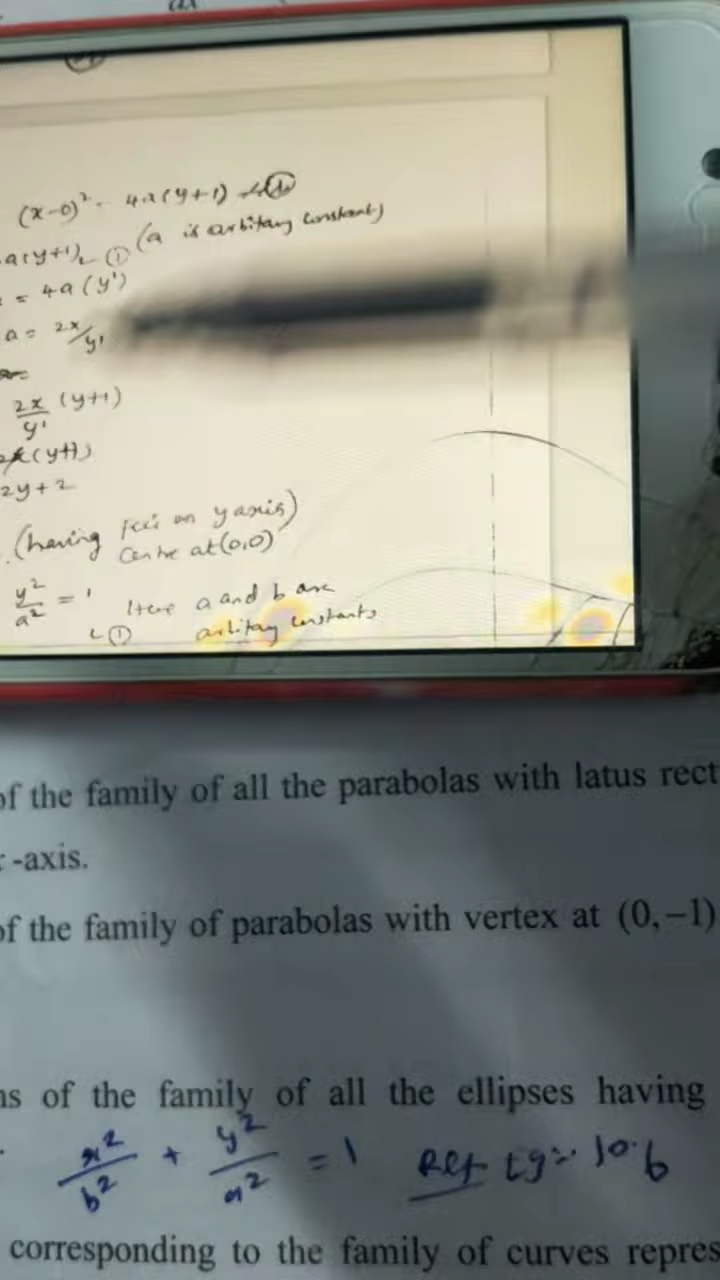 (x-0)² = 4a(y+1)
a(y+1) ① (a is arbitary constant)
= 4a(y')
a = 2x/y'
2x/y' (y+1)
(y+1)
2y+2
(having foci on y axis)
Centre at (0,0)
y²/a² = 1 Here a and b are
① arbitary constants
of the family of all the parabolas with latus rect
-axis.
of the family of parabolas with vertex at (0,−1)
ns of the family of all the ellipses having
x²/b² + y²/a² = 1 Ref Eg:- 10.6
corresponding to the family of curves repres